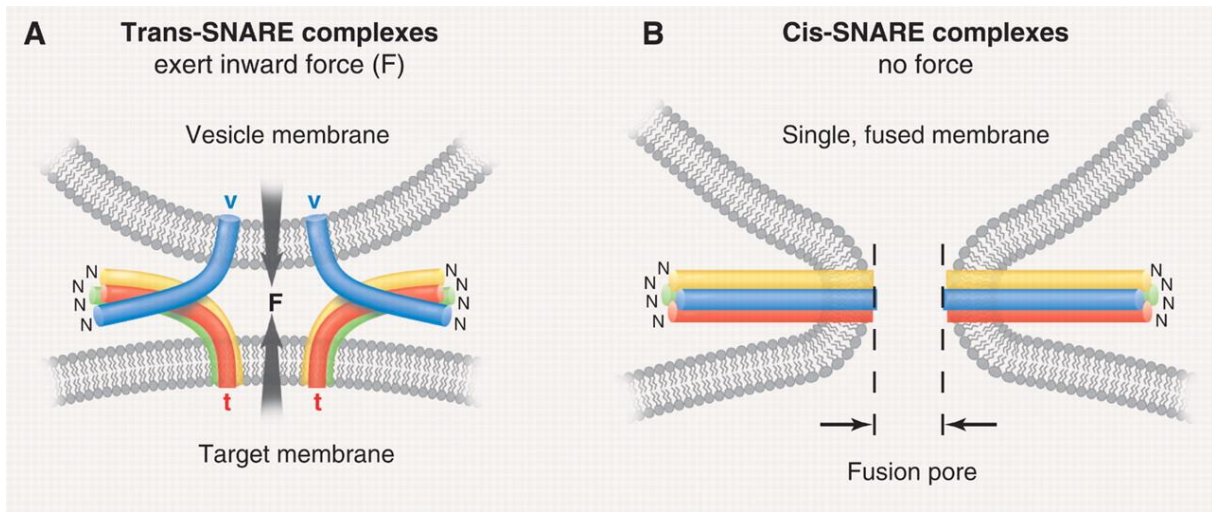 A
Trans-SNARE complexes
exert inward force (F)
Vesicle membrane
v
v
N
N
N
N
N
N
N
N
F
t
t
Target membrane
B
Cis-SNARE complexes
no force
Single, fused membrane
N
N
N
N
N
N
Fusion pore